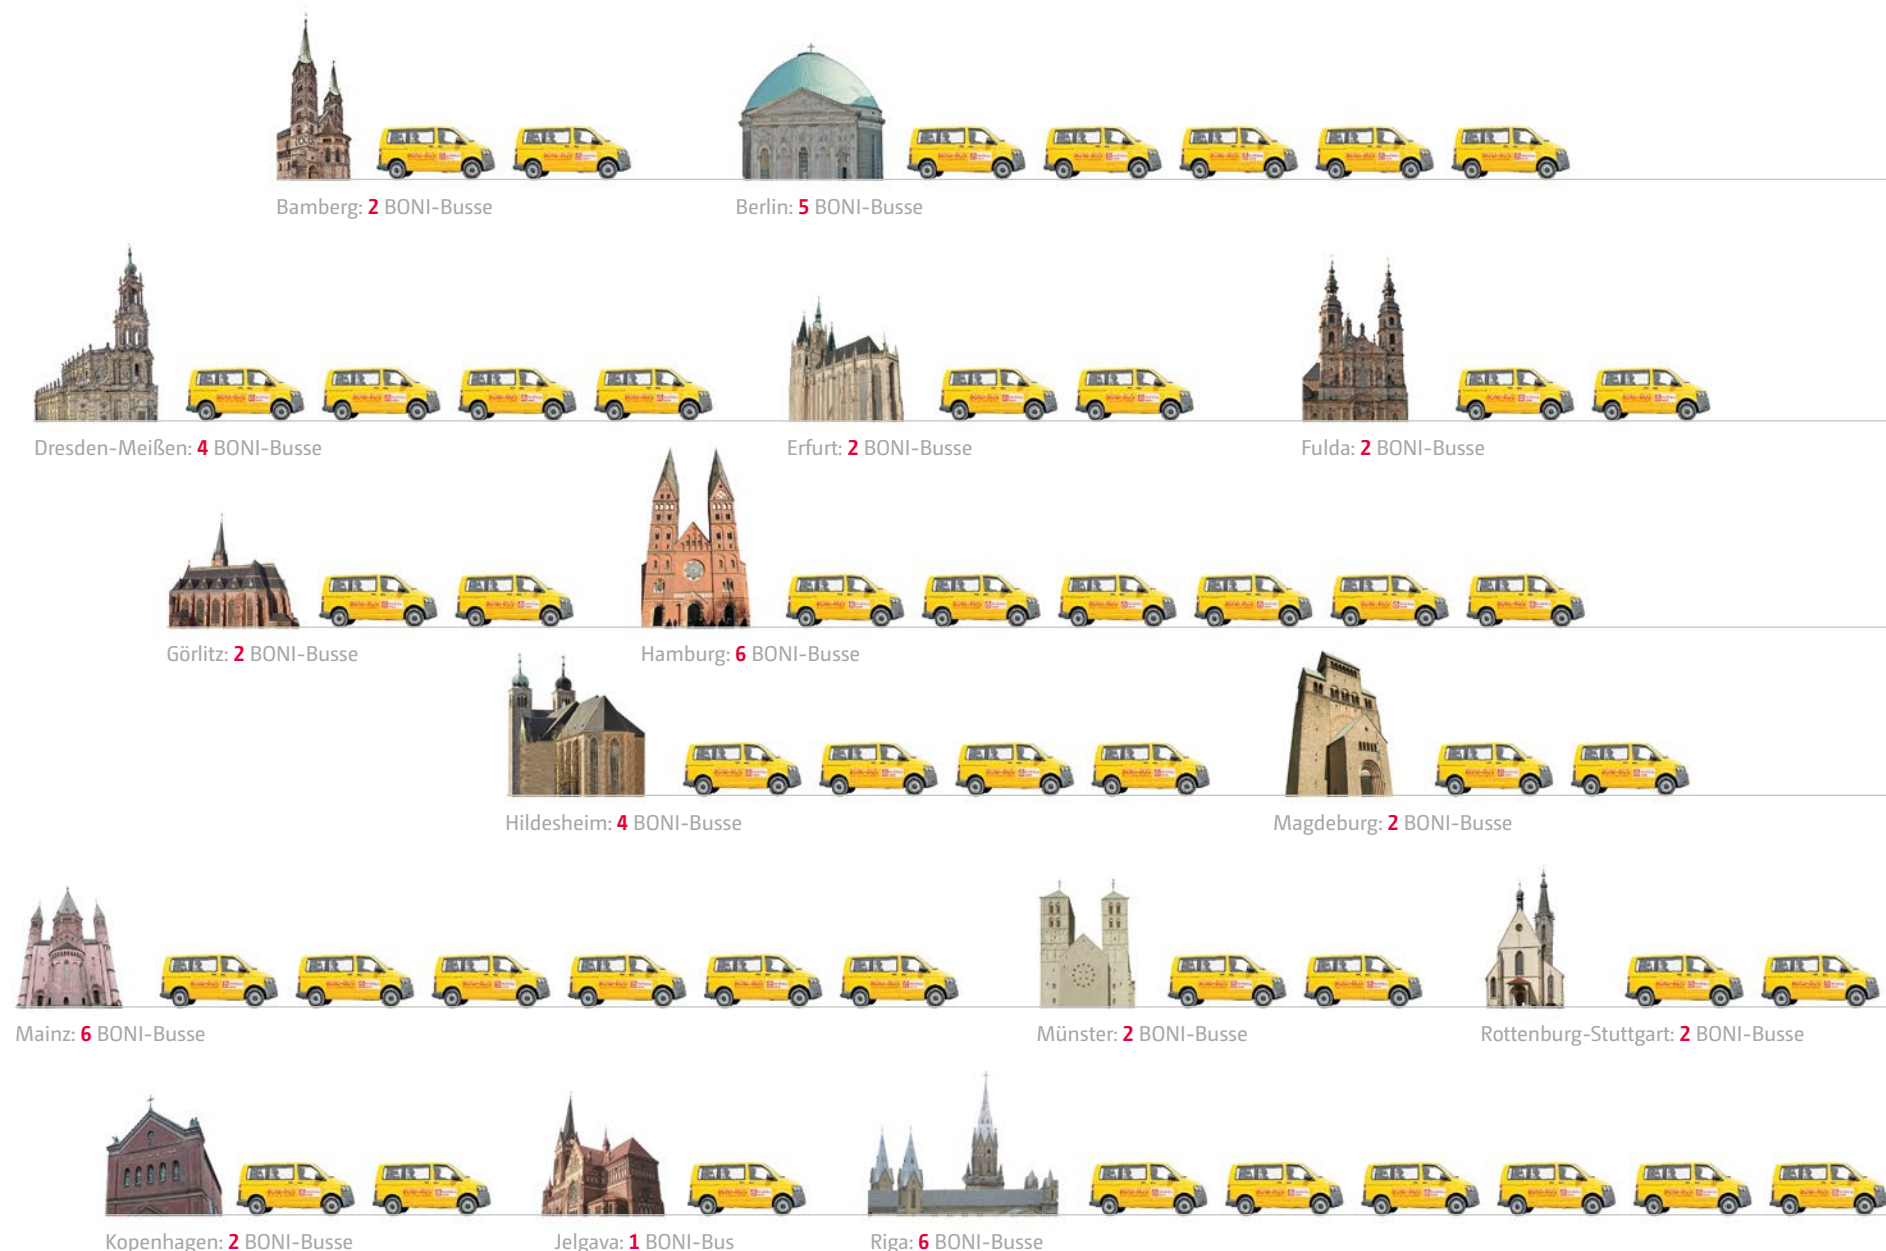 Bamberg: 2 BONI-Busse
Berlin: 5 BONI-Busse
Dresden-Meißen: 4 BONI-Busse
Erfurt: 2 BONI-Busse
Fulda: 2 BONI-Busse
Görlitz: 2 BONI-Busse
Hamburg: 6 BONI-Busse
Hildesheim: 4 BONI-Busse
Magdeburg: 2 BONI-Busse
Mainz: 6 BONI-Busse
Münster: 2 BONI-Busse
Rottenburg-Stuttgart: 2 BONI-Busse
Kopenhagen: 2 BONI-Busse
Jelgava: 1 BONI-Bus
Riga: 6 BONI-Busse